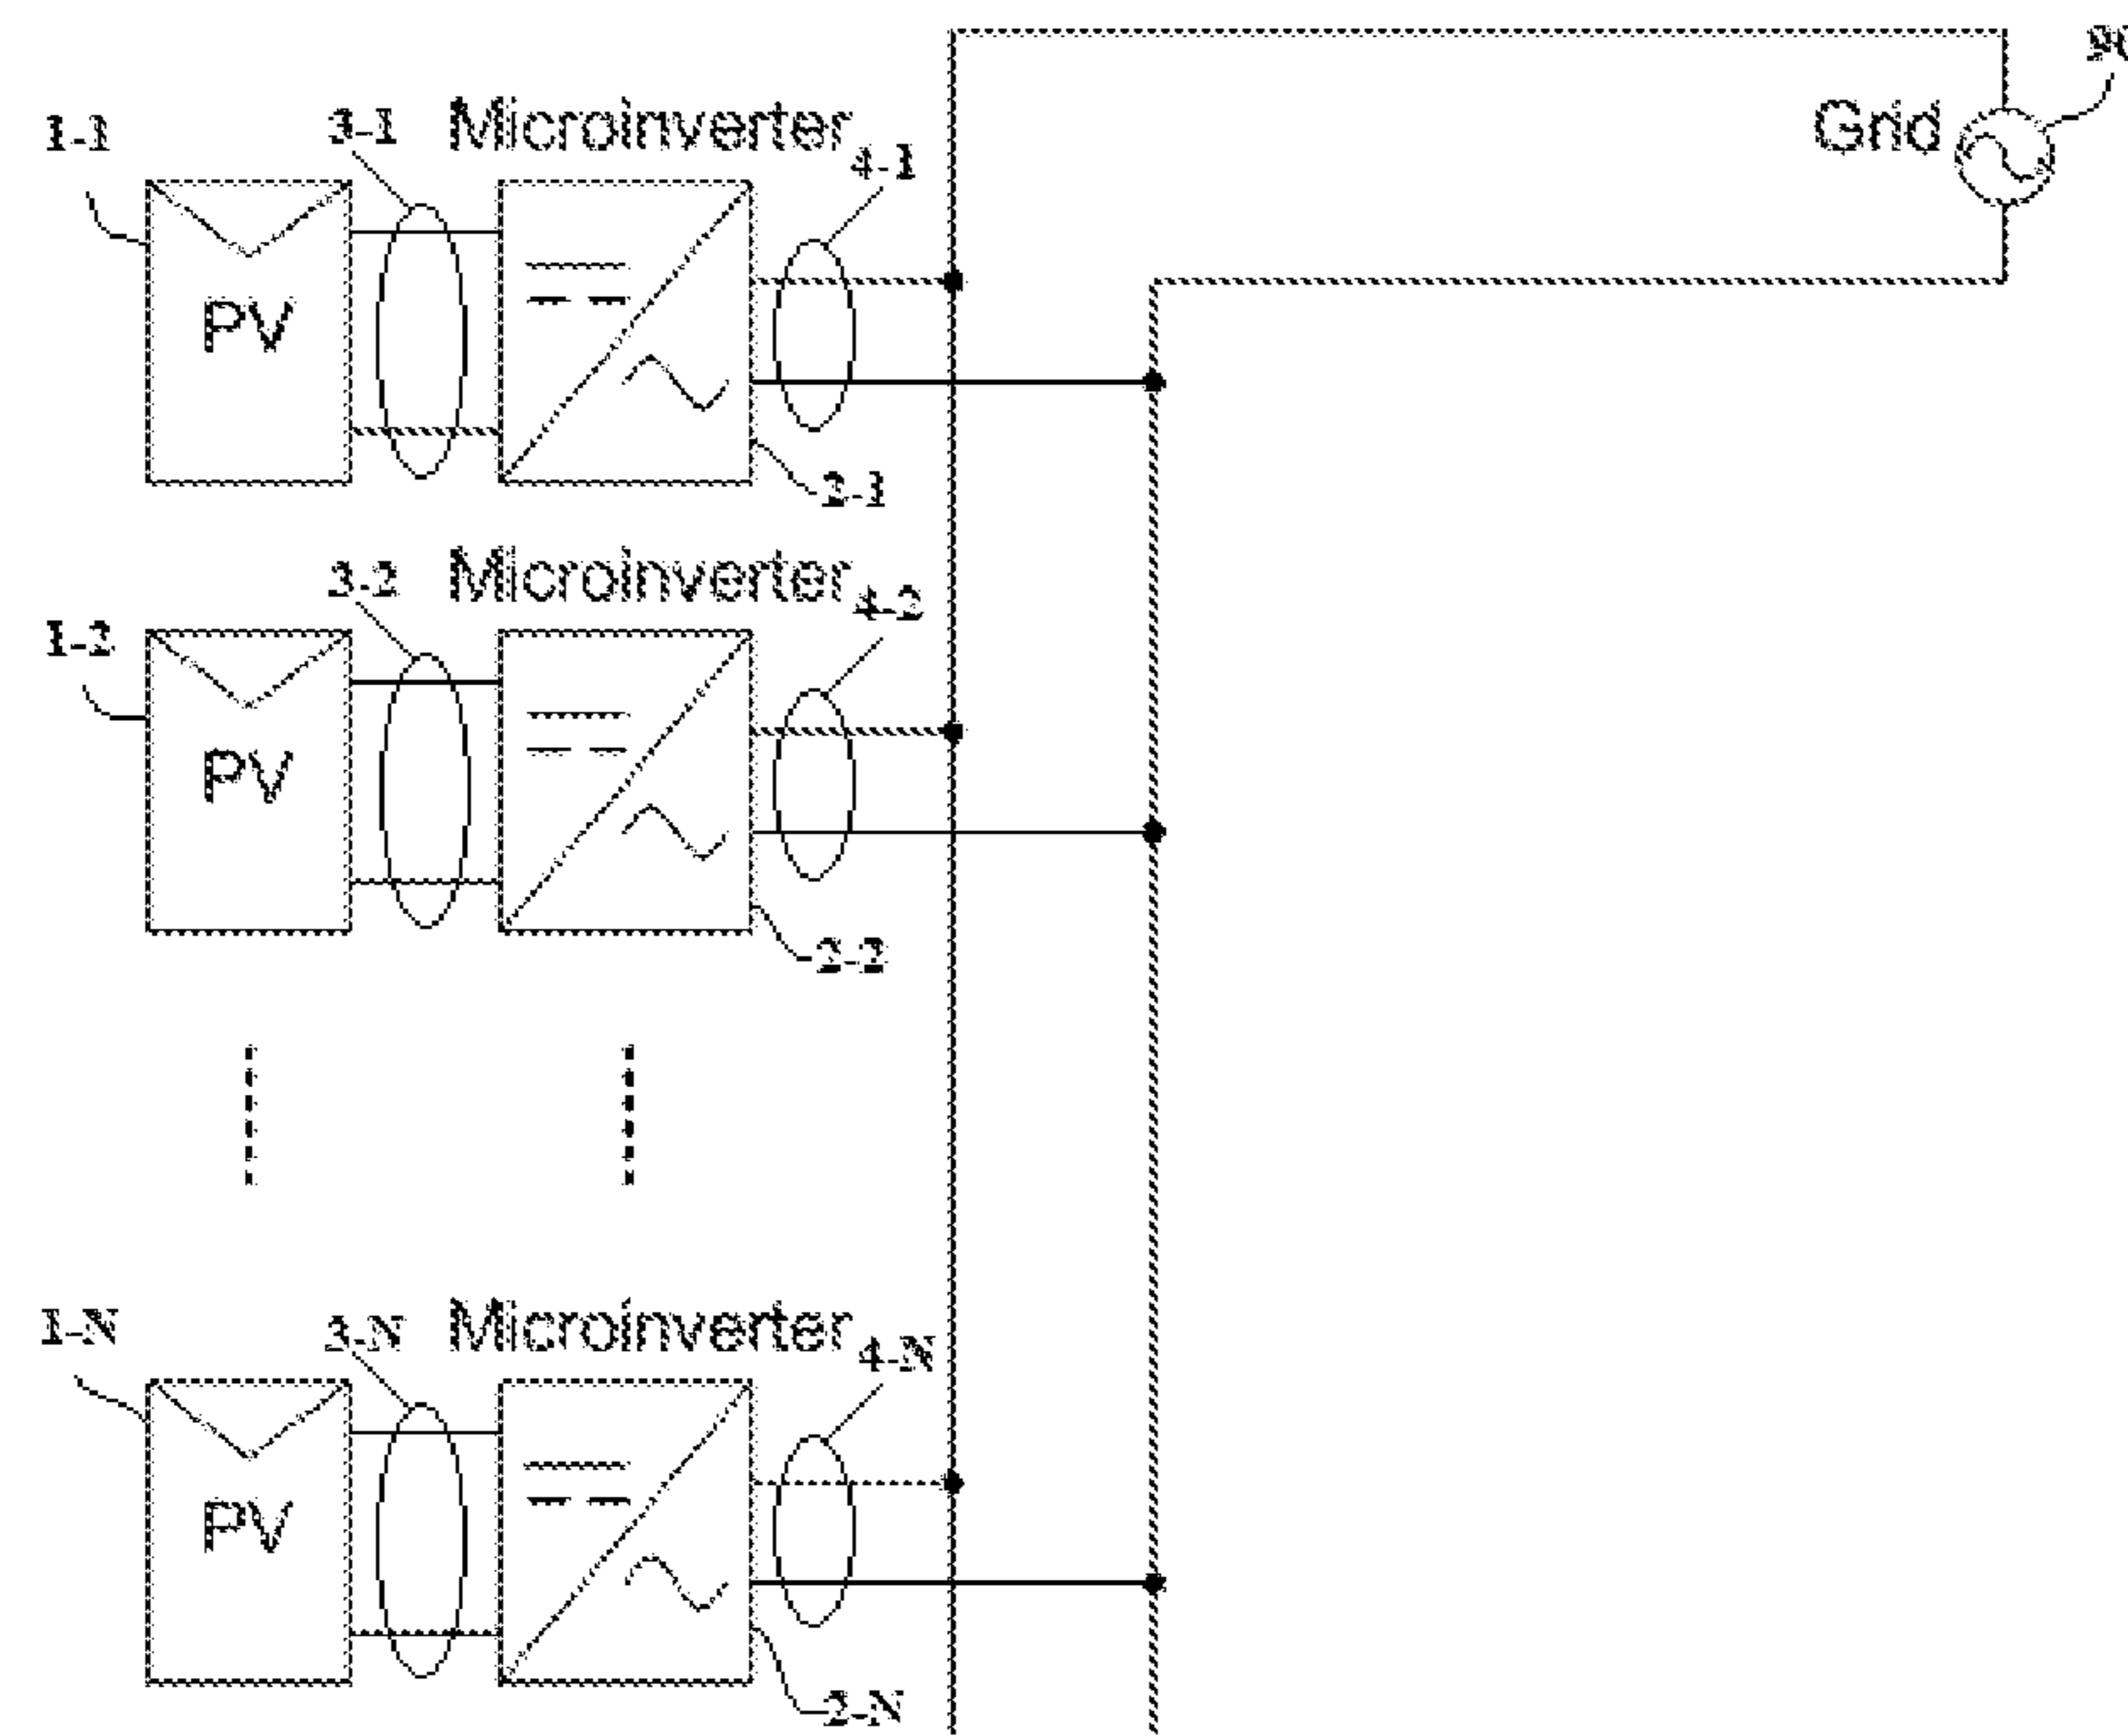 1-1
3-1
Microinverter
4-1
Grid
PV
2-1
1-2
3-2
Microinverter
4-2
PV
2-2
1-N
3-N
Microinverter
4-N
PV
2-N